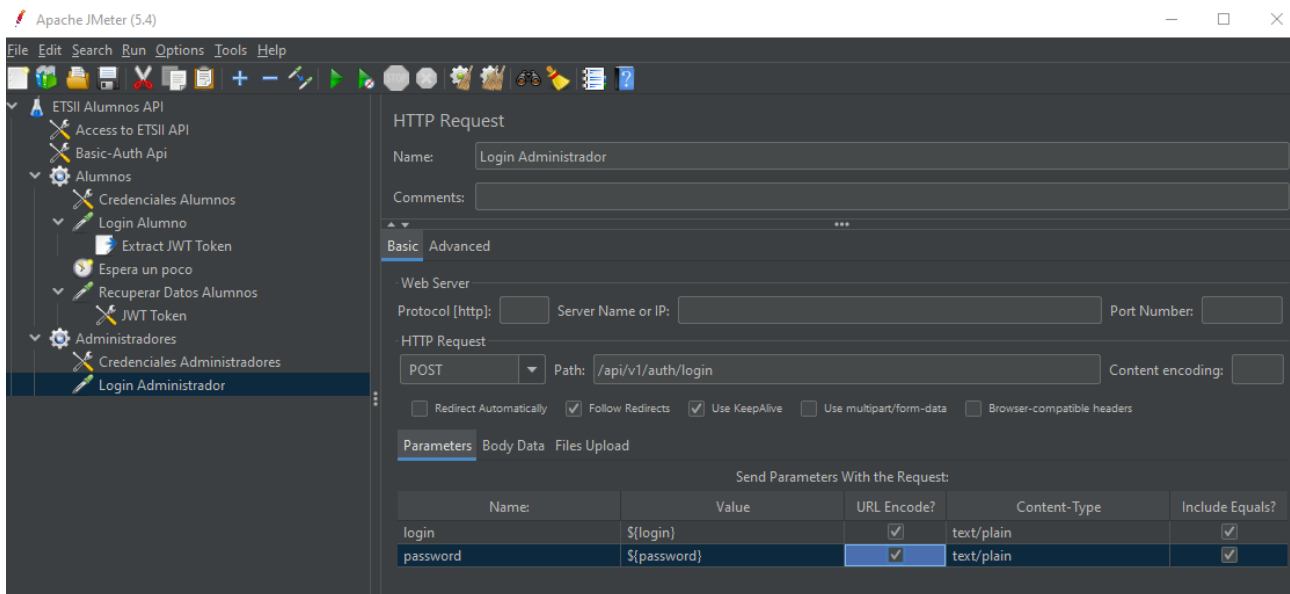 Apache JMeter (5.4)
File Edit Search Run Options Tools Help
STOP
ETSII Alumnos API
Access to ETSII API
Basic-Auth Api
Alumnos
Credenciales Alumnos
Login Alumno
Extract JWT Token
Espera un poco
Recuperar Datos Alumnos
JWT Token
Administradores
Credenciales Administradores
Login Administrador
HTTP Request
Name: Login Administrador
Comments:
Basic Advanced
Web Server
Protocol [http]: Server Name or IP: Port Number:
HTTP Request
POST Path: /api/v1/auth/login Content encoding:
Redirect Automatically Follow Redirects Use KeepAlive Use multipart/form-data Browser-compatible headers
Parameters Body Data Files Upload
Send Parameters With the Request:
Name: Value URL Encode? Content-Type Include Equals?
login ${login} text/plain
password ${password} text/plain